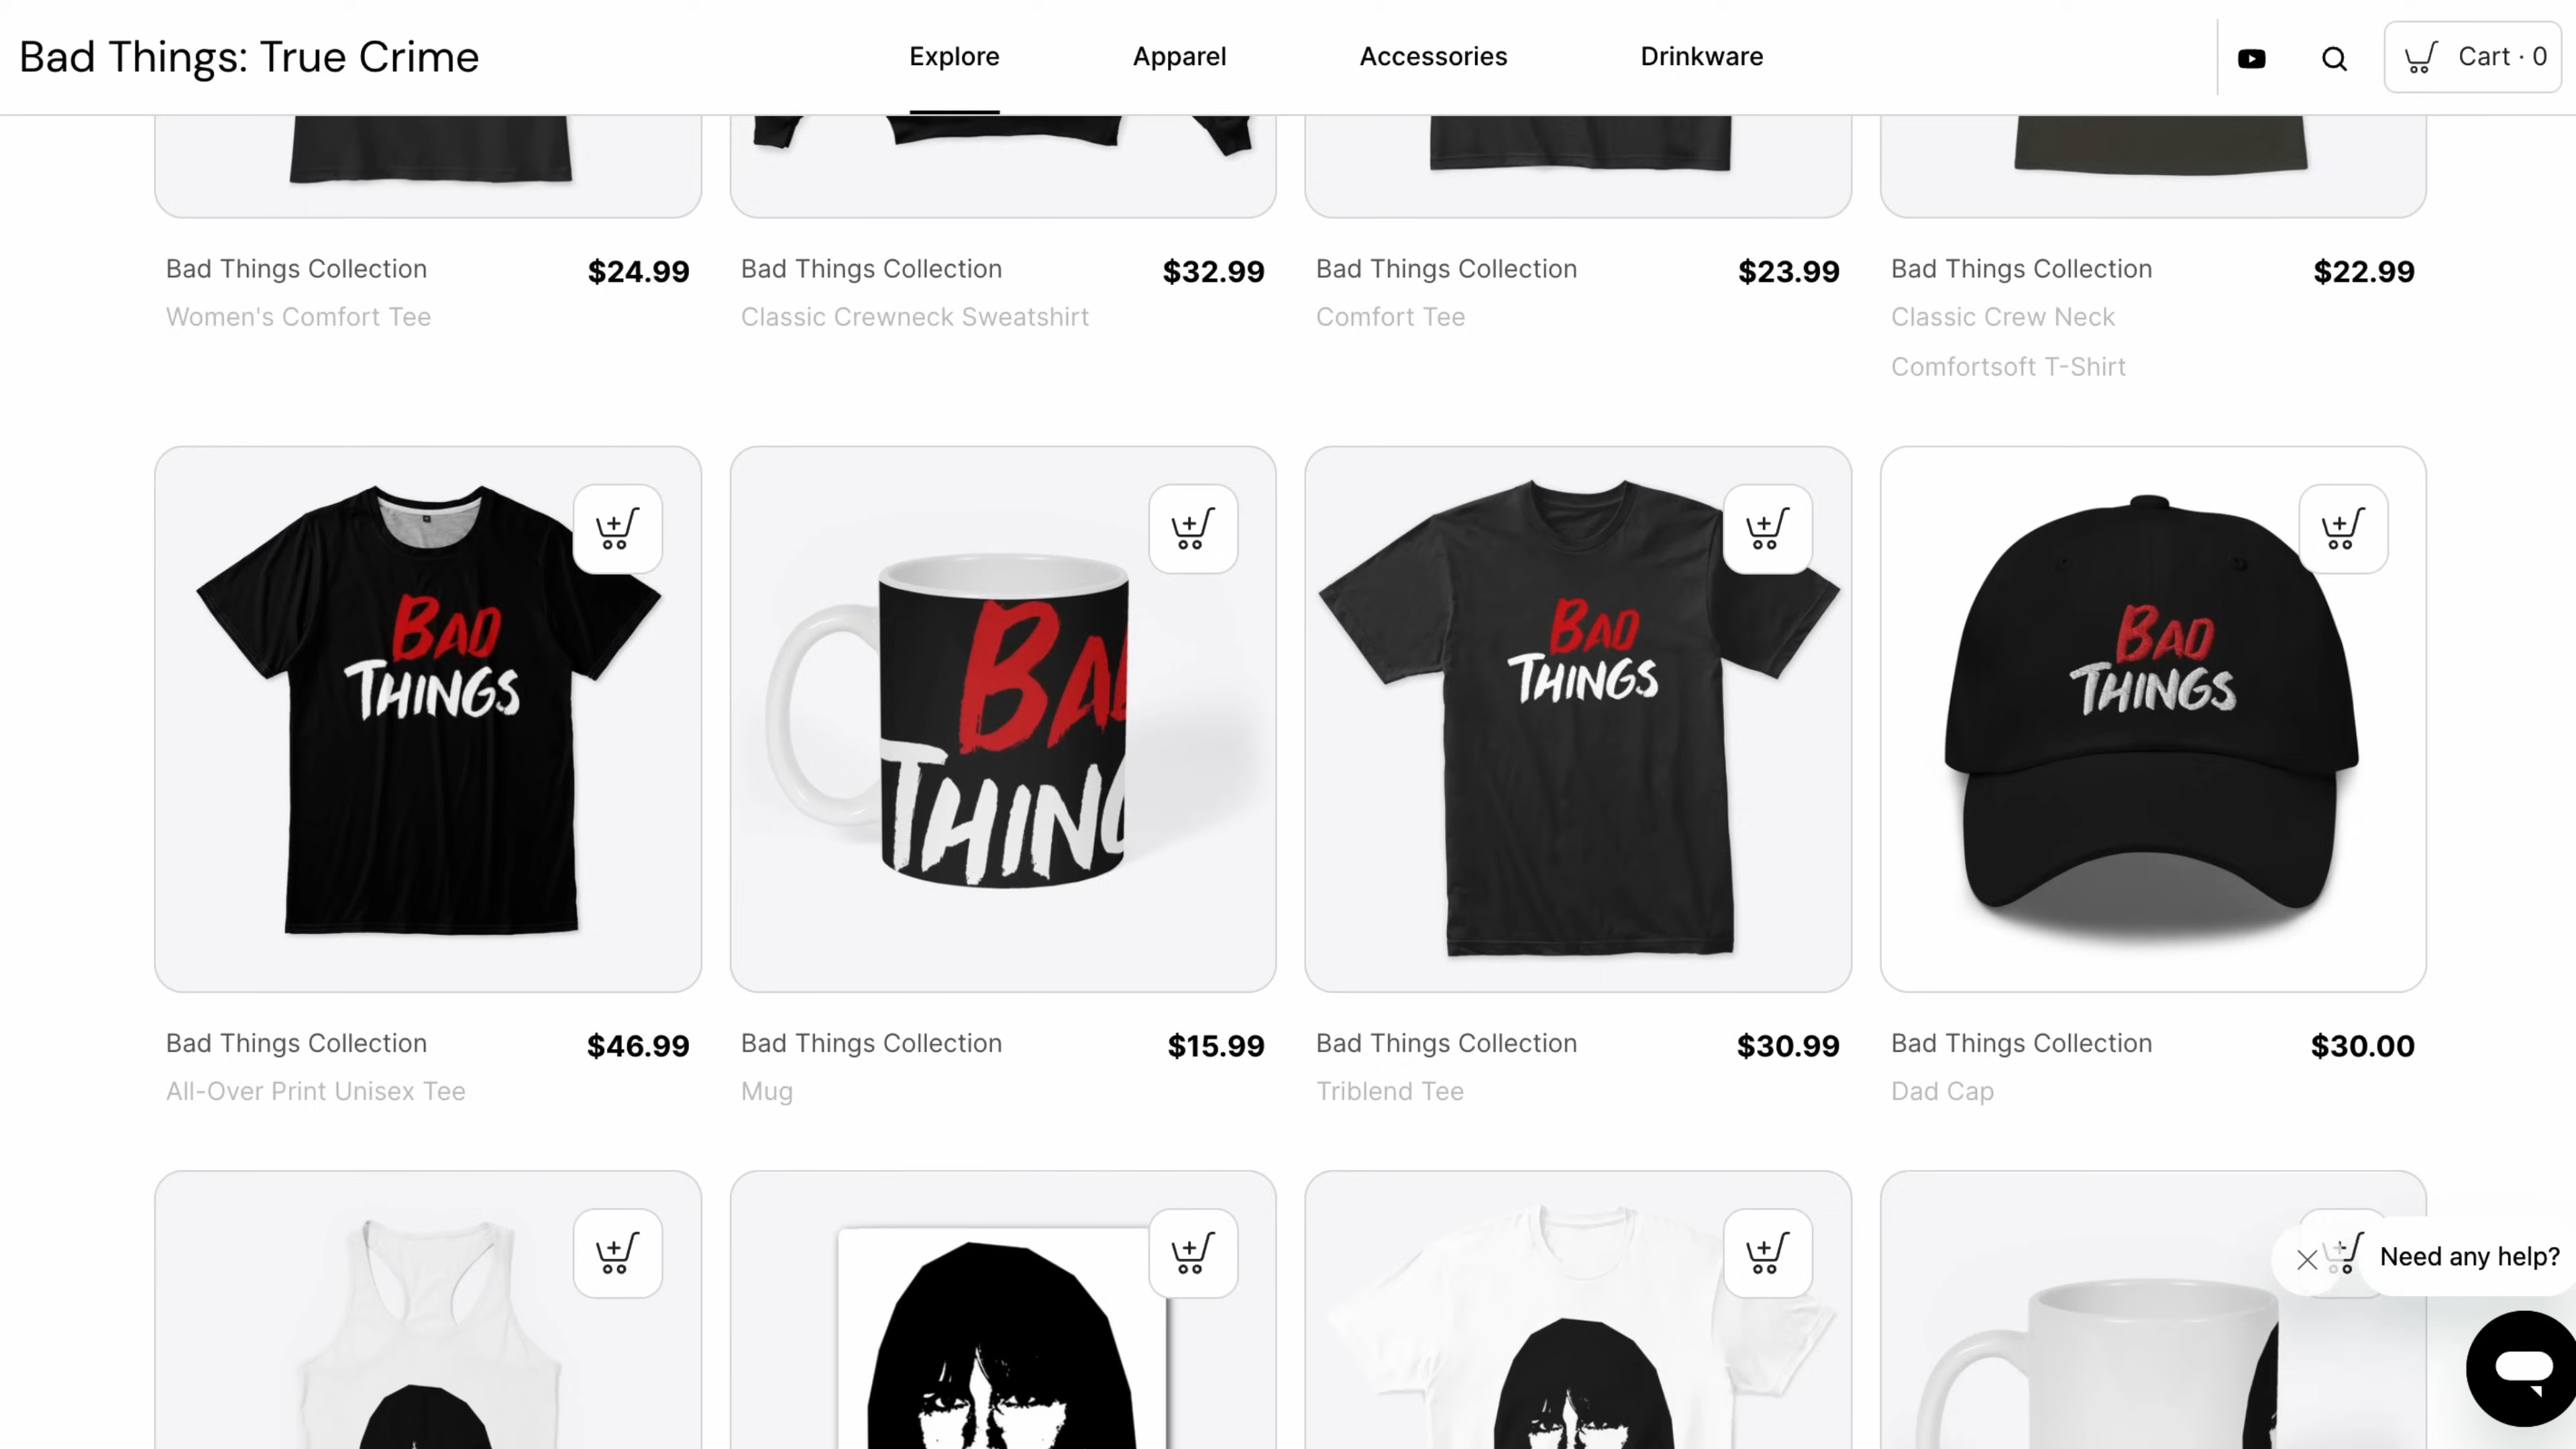 Bad Things: True Crime
Explore
Apparel
Accessories
Drinkware
Cart · 0
Bad Things Collection
$24.99
Women's Comfort Tee
Bad Things Collection
$32.99
Classic Crewneck Sweatshirt
Bad Things Collection
$23.99
Comfort Tee
Bad Things Collection
$22.99
Classic Crew Neck
Comfortsoft T-Shirt
BAD
THINGS
BA
THING
BAD
THINGS
BAD
THINGS
Bad Things Collection
$46.99
All-Over Print Unisex Tee
Bad Things Collection
$15.99
Mug
Bad Things Collection
$30.99
Triblend Tee
Bad Things Collection
$30.00
Dad Cap
Need any help?